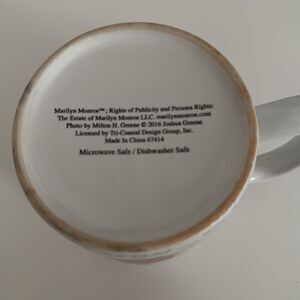 Marilyn Monroe™; Rights of Publicity and Persona Rights:
The Estate of Marilyn Monroe LLC. marilynmonroe.com
Photo by Milton H. Greene © 2016 Joshua Greene
Licensed by Tri-Coastal Design Group, Inc.
Made In China 67414
Microwave Safe / Dishwasher Safe